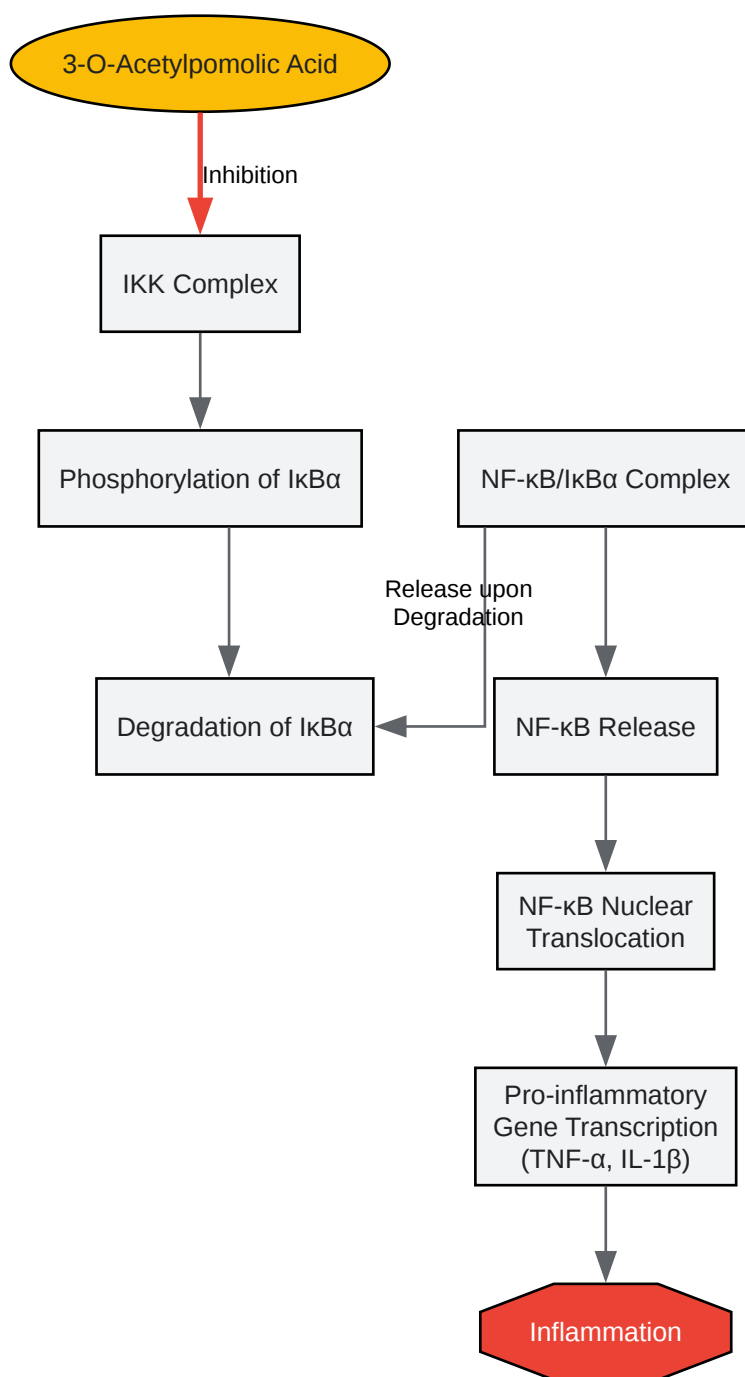 3-O-Acetylpomolic Acid
Inhibition
IKK Complex
Phosphorylation of IκBα
NF-κB/IκBα Complex
Release upon
Degradation
Degradation of IκBα
NF-κB Release
NF-κB Nuclear
Translocation
Pro-inflammatory
Gene Transcription
(TNF-α, IL-1β)
Inflammation